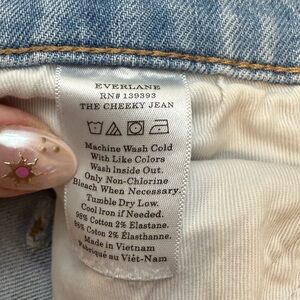 EVERLANE
RN# 139393
THE CHEEKY JEAN
Machine Wash Cold
With Like Colors
Wash Inside Out.
Only Non-Chlorine
Bleach When Necessary.
Tumble Dry Low.
Cool Iron if Needed.
98% Cotton 2% Elastane.
98% Coton 2% Élasthanne.
Made in Vietnam
Fabriqué au Viêt-Nam